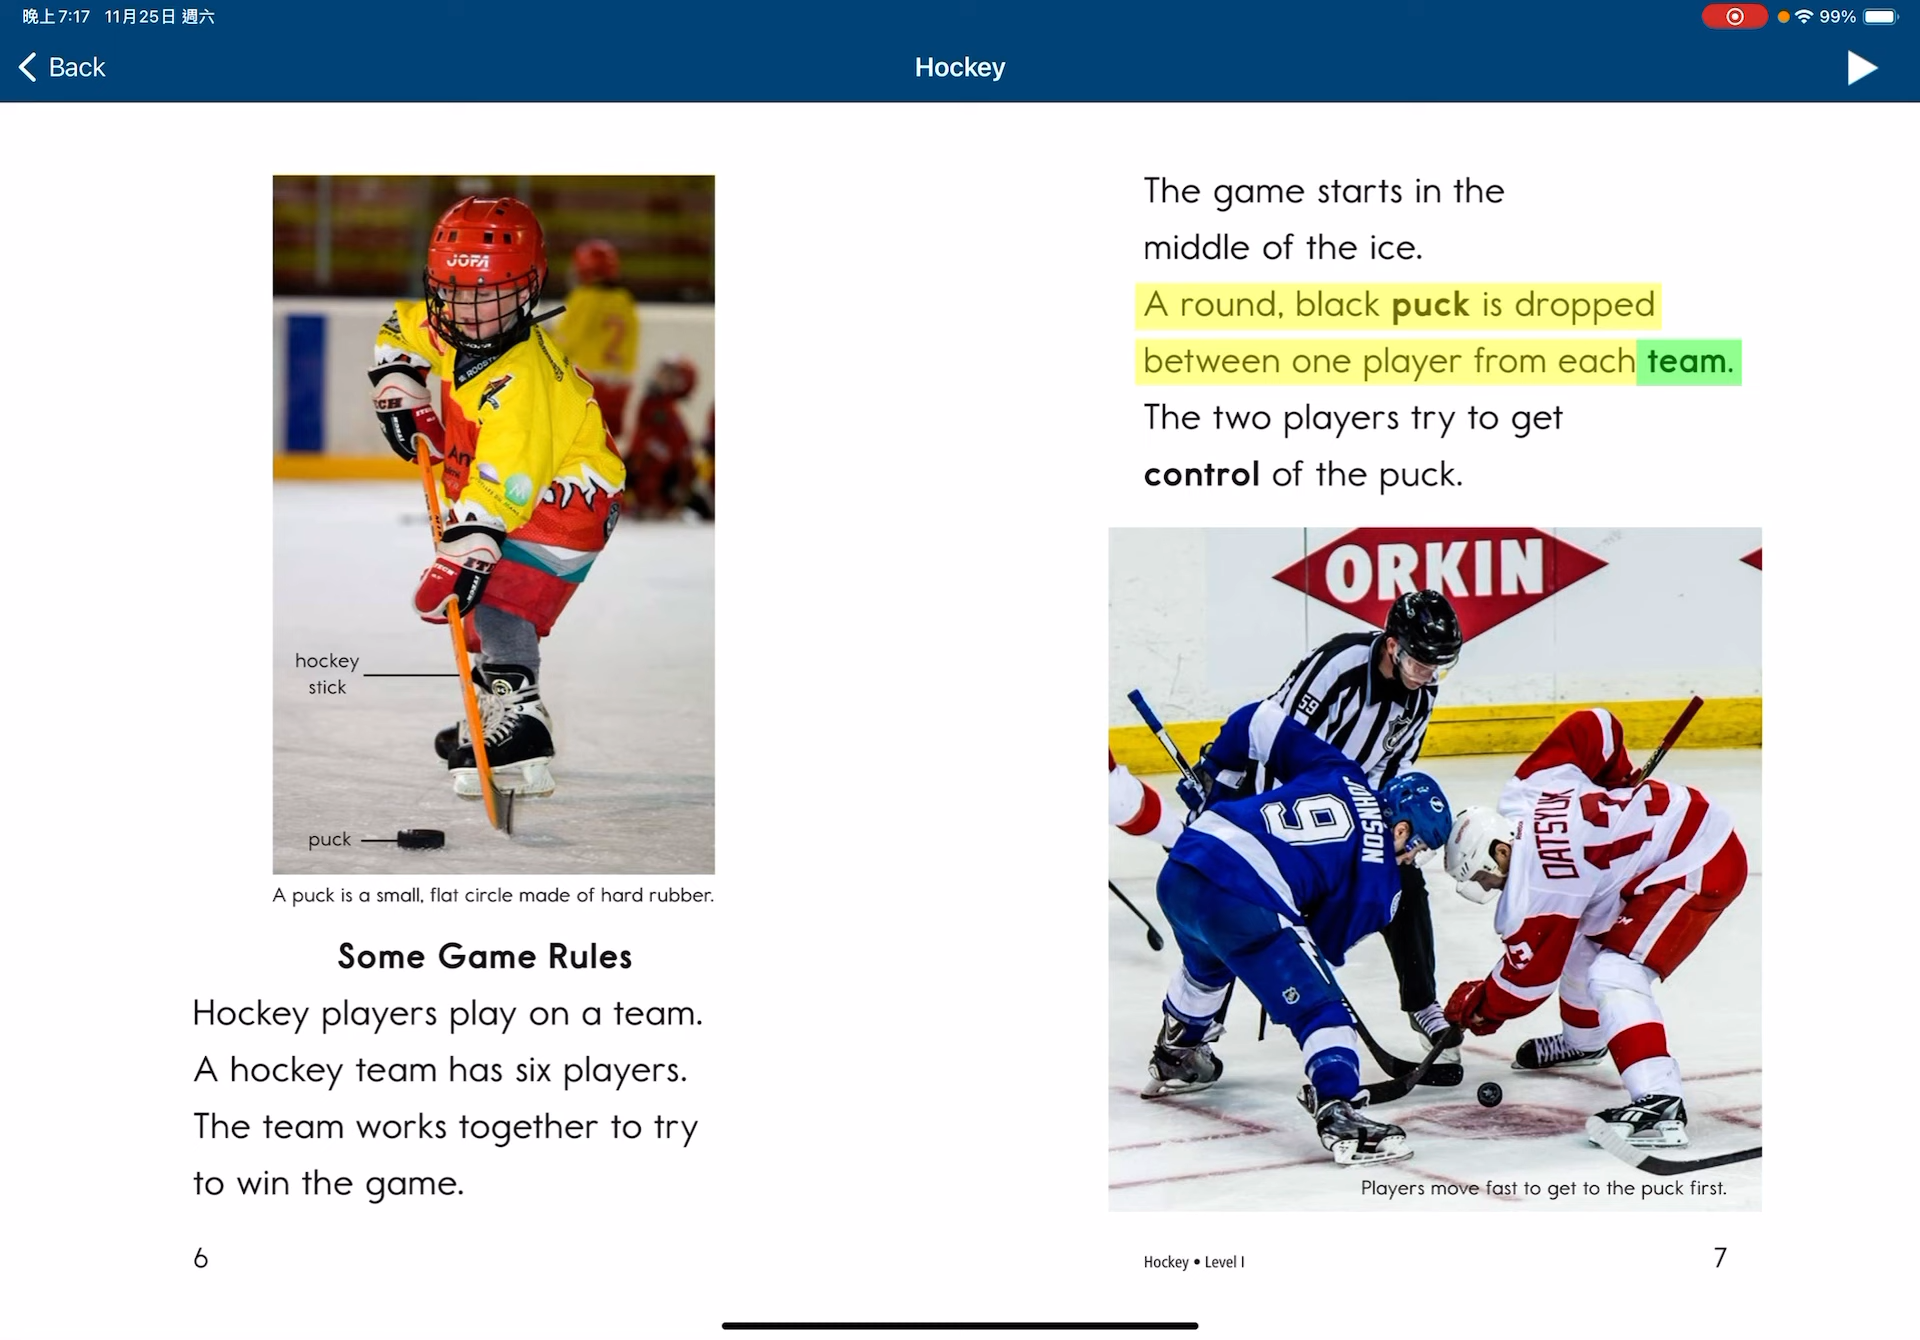 晚上7:17 11月25日 週六
99%
Back
Hockey
JOFA
hockey
stick
puck
A puck is a small, flat circle made of hard rubber.
Some Game Rules
Hockey players play on a team.
A hockey team has six players.
The team works together to try
to win the game.
6
The game starts in the
middle of the ice.
A round, black puck is dropped
between one player from each team.
The two players try to get
control of the puck.
ORKIN
59
9
JOHNSON
DATSYUK
13
Players move fast to get to the puck first.
Hockey • Level I
7